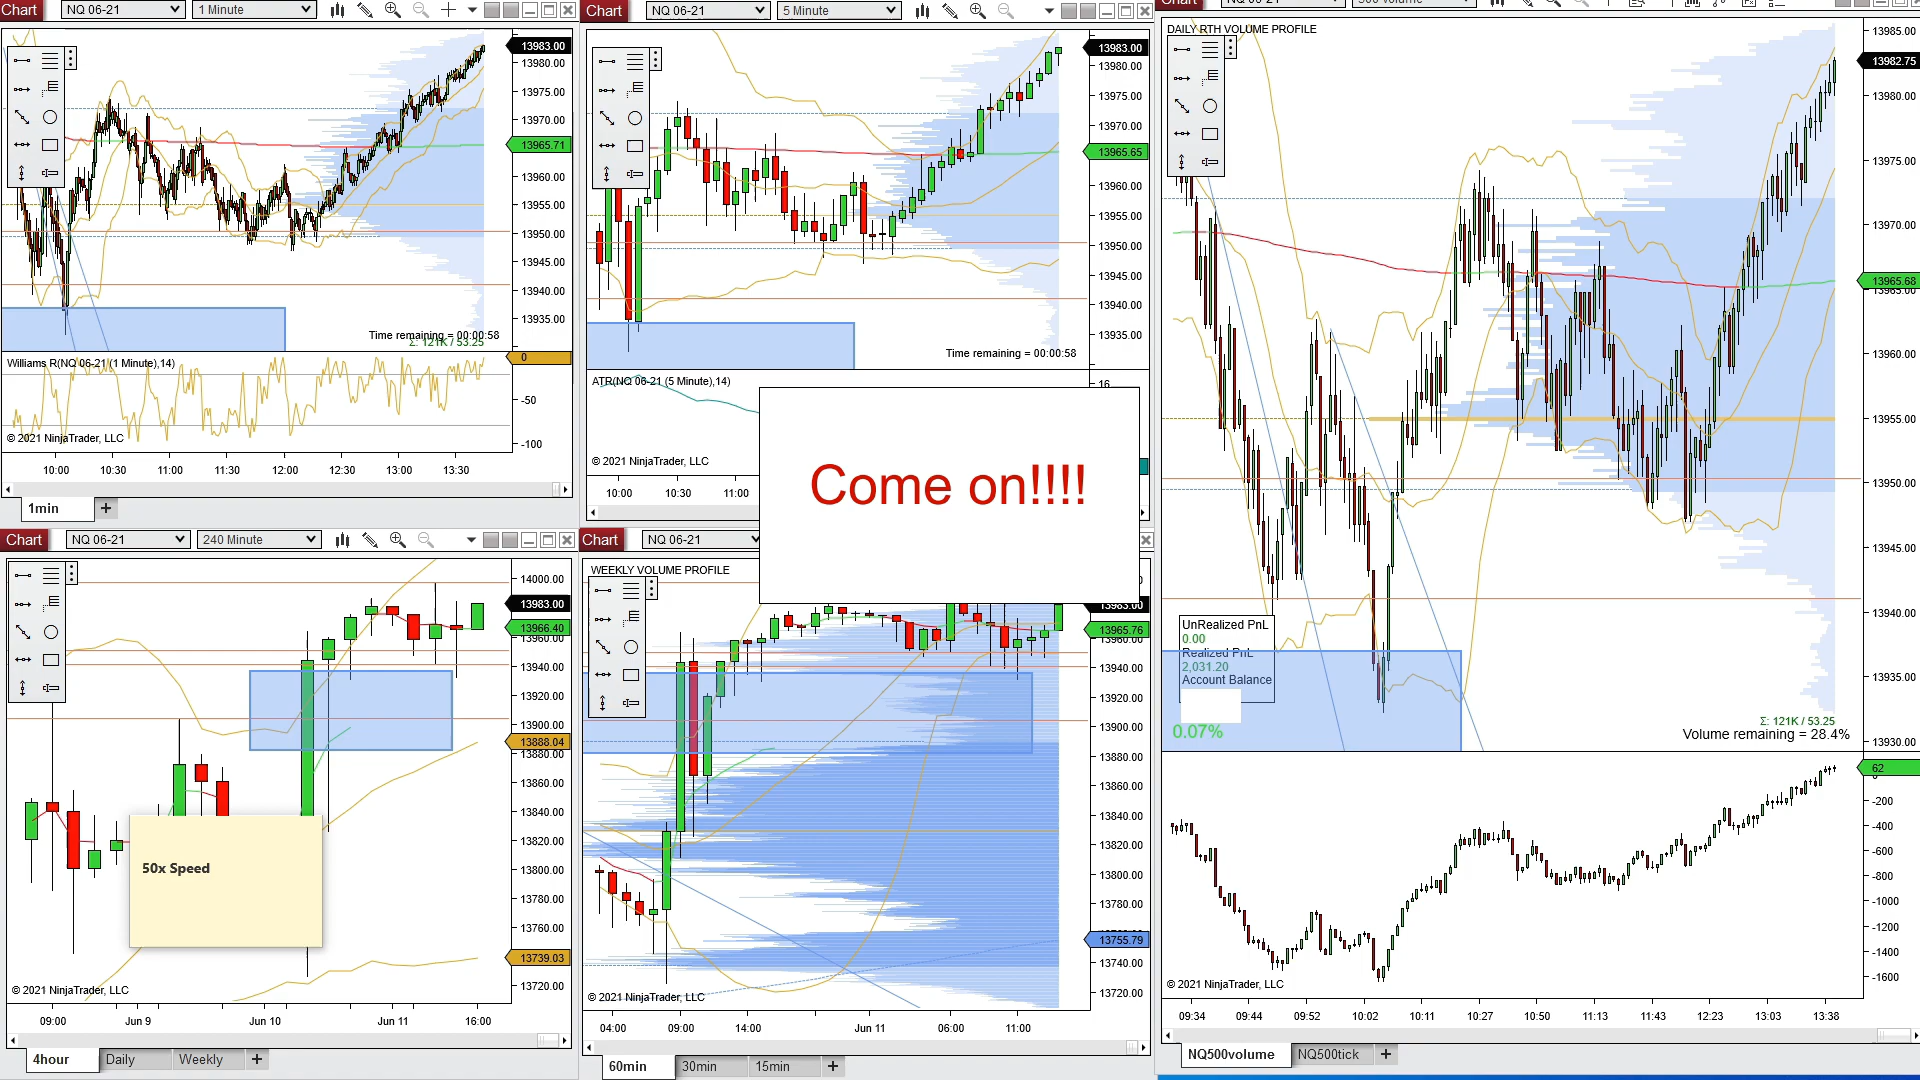 Chart
NQ 06-21
1 Minute
13983.00
13980.00
13975.00
13970.00
13965.71
13960.00
13955.00
13950.00
13945.00
13940.00
13935.00
Time remaining = 00:00:58
Σ: 121K / 53.25
Williams R(NQ 06-21 (1 Minute),14)
0
-50
-100
© 2021 NinjaTrader, LLC
10:00 10:30 11:00 11:30 12:00 12:30 13:00 13:30
1min
+
Chart
NQ 06-21
5 Minute
13983.00
13980.00
13975.00
13970.00
13965.65
13960.00
13955.00
13950.00
13945.00
13940.00
13935.00
Time remaining = 00:00:58
ATR(NQ 06-21 (5 Minute),14)
16
© 2021 NinjaTrader, LLC
10:00 10:30 11:00
Come on!!!!
Chart
NQ 06-21
240 Minute
14000.00
13983.00
13966.40
13960.00
13940.00
13920.00
13900.00
13888.04
13880.00
13860.00
13840.00
13820.00
13800.00
13780.00
13760.00
13739.03
13720.00
50x Speed
© 2021 NinjaTrader, LLC
09:00 Jun 9 Jun 10 Jun 11 16:00
4hour
Daily
Weekly
+
Chart
NQ 06-21
WEEKLY VOLUME PROFILE
13983.00
13965.76
13960.00
13940.00
13920.00
13900.00
13880.00
13860.00
13840.00
13820.00
13800.00
13780.00
13755.79
13740.00
13720.00
© 2021 NinjaTrader, LLC
04:00 09:00 14:00 Jun 11 06:00 11:00
60min
30min
15min
+
Chart
DAILY RTH VOLUME PROFILE
13985.00
13982.75
13980.00
13975.00
13970.00
13965.68
13965.00
13960.00
13955.00
13950.00
13945.00
13940.00
13935.00
13930.00
UnRealized PnL
0.00
Realized PnL
2,031.20
Account Balance
0.07%
Σ: 121K / 53.25
Volume remaining = 28.4%
62
-200
-400
-600
-800
-1000
-1200
-1400
-1600
© 2021 NinjaTrader, LLC
09:34 09:44 09:52 10:02 10:11 10:27 10:50 11:13 11:43 12:23 13:03 13:38
NQ500volume
NQ500tick
+